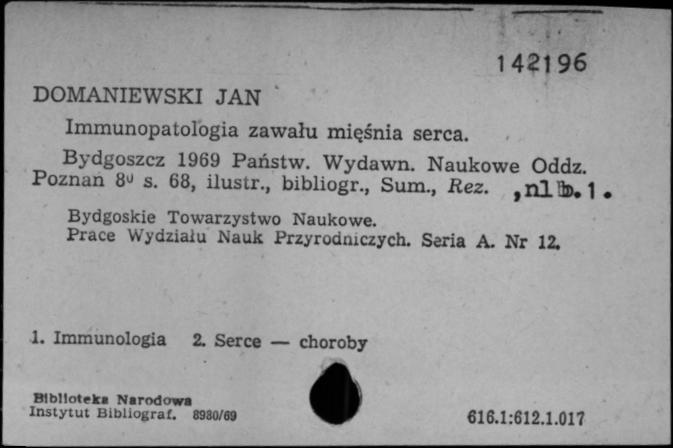 142196
DOMANIEWSKI JAN
Immunopatologia zawału mięśnia serca.
Bydgoszcz 1969 Państw. Wydawn. Naukowe Oddz.
Poznań 8⁰ s. 68, ilustr., bibliogr., Sum., Rez. ,nlb.1.
Bydgoskie Towarzystwo Naukowe.
Prace Wydziału Nauk Przyrodniczych. Seria A. Nr 12.
1. Immunologia 2. Serce — choroby
Biblioteka Narodowa
Instytut Bibliograf. 8980/69
616.1:612.1.017